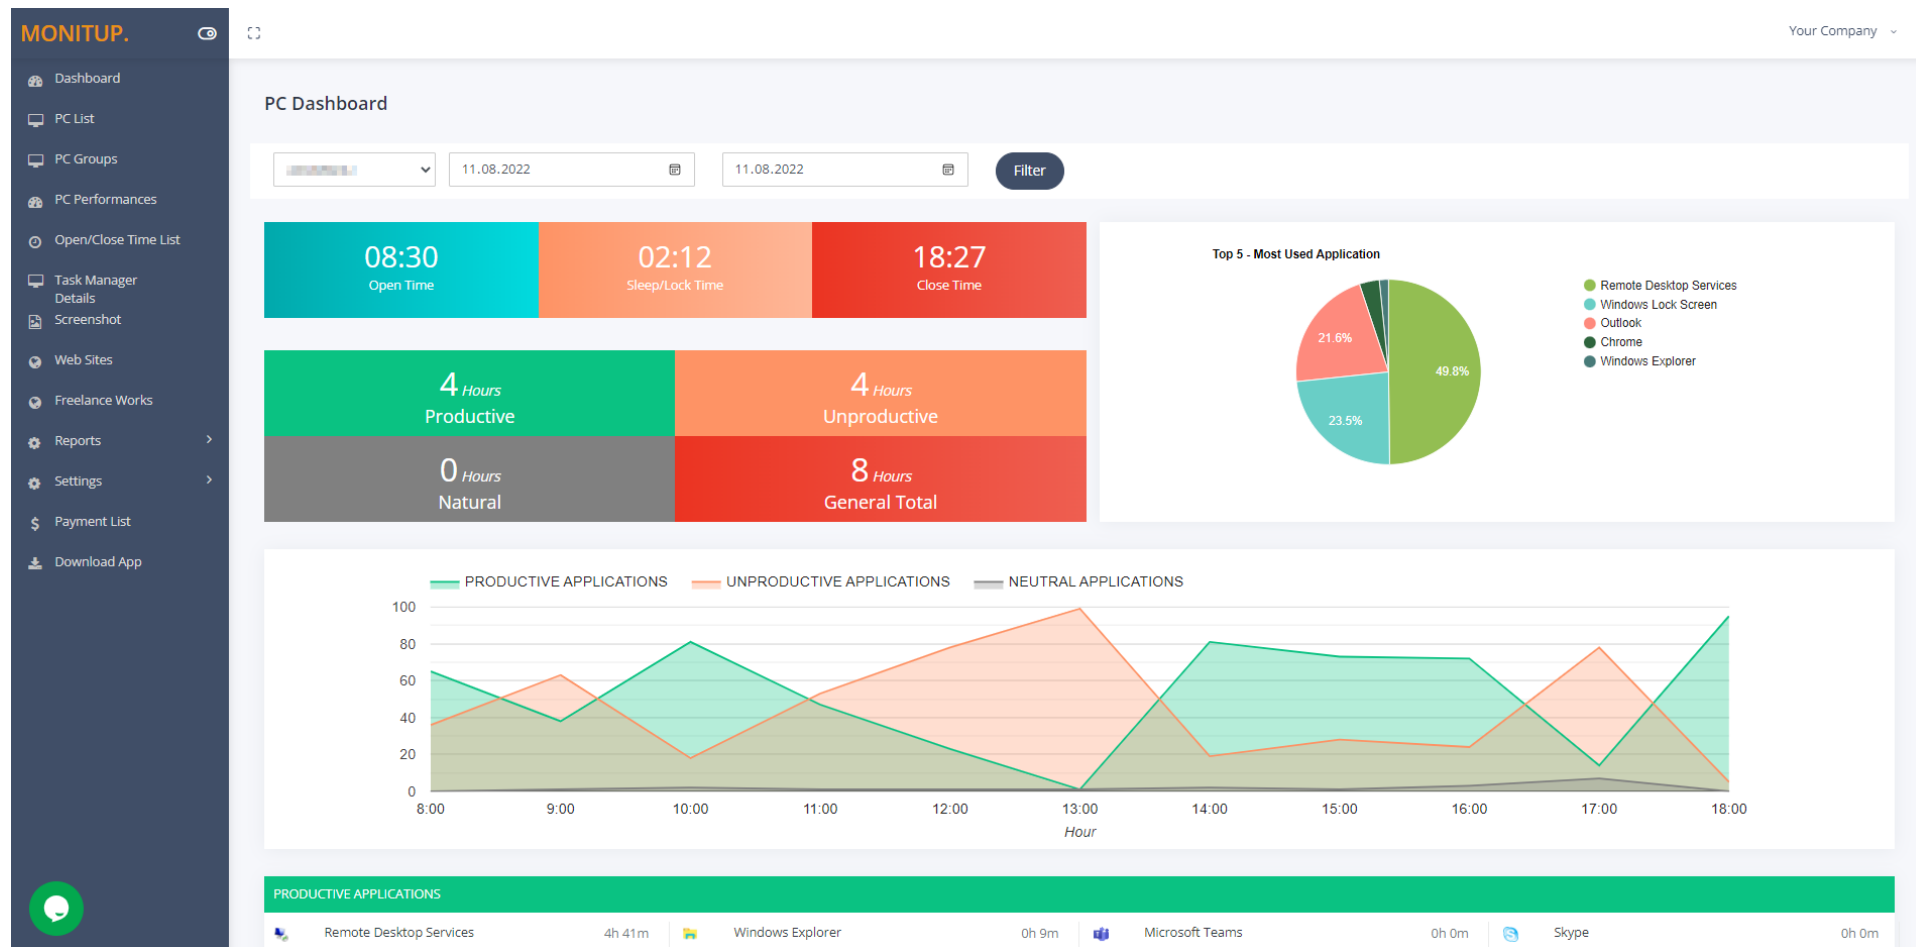 MONITUP.
Your Company
Dashboard
PC List
PC Groups
PC Performances
Open/Close Time List
Task Manager
Details
Screenshot
Web Sites
Freelance Works
Reports
Settings
Payment List
Download App
PC Dashboard
11.08.2022
11.08.2022
Filter
08:30
Open Time
02:12
Sleep/Lock Time
18:27
Close Time
4 Hours
Productive
4 Hours
Unproductive
0 Hours
Natural
8 Hours
General Total
Top 5 - Most Used Application
21.6%
49.8%
23.5%
Remote Desktop Services
Windows Lock Screen
Outlook
Chrome
Windows Explorer
PRODUCTIVE APPLICATIONS
UNPRODUCTIVE APPLICATIONS
NEUTRAL APPLICATIONS
100
80
60
40
20
0
8:00 9:00 10:00 11:00 12:00 13:00 14:00 15:00 16:00 17:00 18:00
Hour
PRODUCTIVE APPLICATIONS
Remote Desktop Services 4h 41m Windows Explorer 0h 9m Microsoft Teams 0h 0m Skype 0h 0m